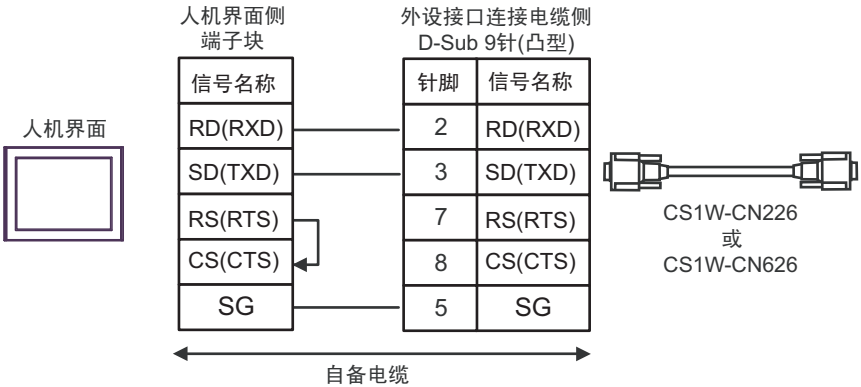 人机界面侧
端子块
外设接口连接电缆侧
D-Sub 9针(凸型)
信号名称
针脚
信号名称
人机界面
RD(RXD)
2
RD(RXD)
SD(TXD)
3
SD(TXD)
RS(RTS)
7
RS(RTS)
CS(CTS)
8
CS(CTS)
SG
5
SG
CS1W-CN226
或
CS1W-CN626
自备电缆